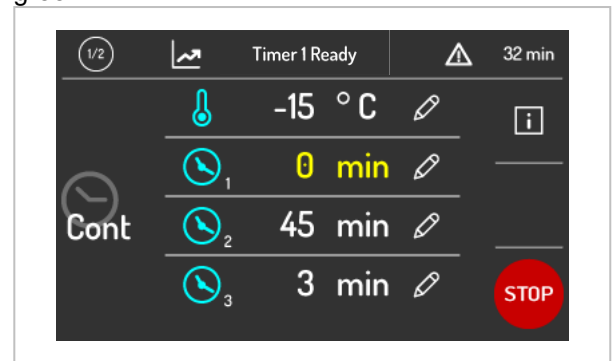 1/2 Timer 1 Ready 32 min
-15 °C
i
0 min
1
Cont
45 min
2
3 min
3
STOP